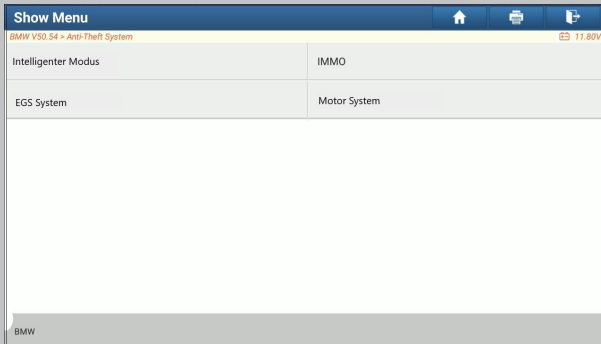 Show Menu
BMW V50.54 > Anti-Theft System
11.80V
Intelligenter Modus
IMMO
EGS System
Motor System
BMW